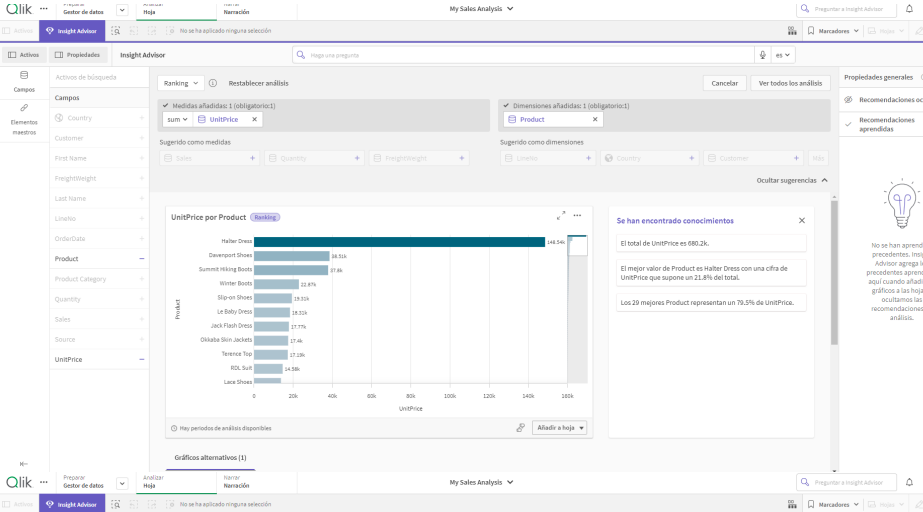 Qlik
Preparar
Gestor de datos
Analizar
Hoja
Narrar
Narración
My Sales Analysis
Preguntar a Insight Advisor
Activos
Insight Advisor
No se ha aplicado ninguna selección
Marcadores
Hojas
Activos
Propiedades
Insight Advisor
Haga una pregunta
es
Campos
Elementos maestros
Activos de búsqueda
Campos
Country
Customer
First Name
FreightWeight
Last Name
LineNo
OrderDate
Product
Product Category
Quantity
Sales
Source
UnitPrice
Ranking
Restablecer análisis
Cancelar
Ver todos los análisis
Medidas añadidas: 1 (obligatorio:1)
sum
UnitPrice
Dimensiones añadidas: 1 (obligatorio:1)
Product
Sugerido como medidas
Sales
Quantity
FreightWeight
Sugerido como dimensiones
LineNo
Country
Customer
Más
Ocultar sugerencias
UnitPrice por Product
Ranking
Product
Halter Dress 148.54k
Davenport Shoes 38.51k
Summit Hiking Boots 37.8k
Winter Boots 22.87k
Slip-on Shoes 19.51k
Le Baby Dress 18.31k
Jack Flash Dress 17.77k
Okkaba Skin Jackets 17.4k
Terence Top 17.19k
RDL Suit 14.58k
Lace Shoes
0 20k 40k 60k 80k 100k 120k 140k 160k
UnitPrice
Hay periodos de análisis disponibles
Añadir a hoja
Se han encontrado conocimientos
El total de UnitPrice es 680.2k.
El mejor valor de Product es Halter Dress con una cifra de
UnitPrice que supone un 21.8% del total.
Los 29 mejores Product representan un 79.5% de UnitPrice.
Gráficos alternativos (1)
Propiedades generales
Recomendaciones oc
Recomendaciones
aprendidas
No se han aprend
precedentes. Insig
Advisor agrega l
precedentes apren
aquí cuando añadi
gráficos a las hoja
ocultamos las
recomendaciones
análisis.
Qlik
Preparar
Gestor de datos
Analizar
Hoja
Narrar
Narración
My Sales Analysis
Preguntar a Insight Advisor
Activos
Insight Advisor
No se ha aplicado ninguna selección
Marcadores
Hojas